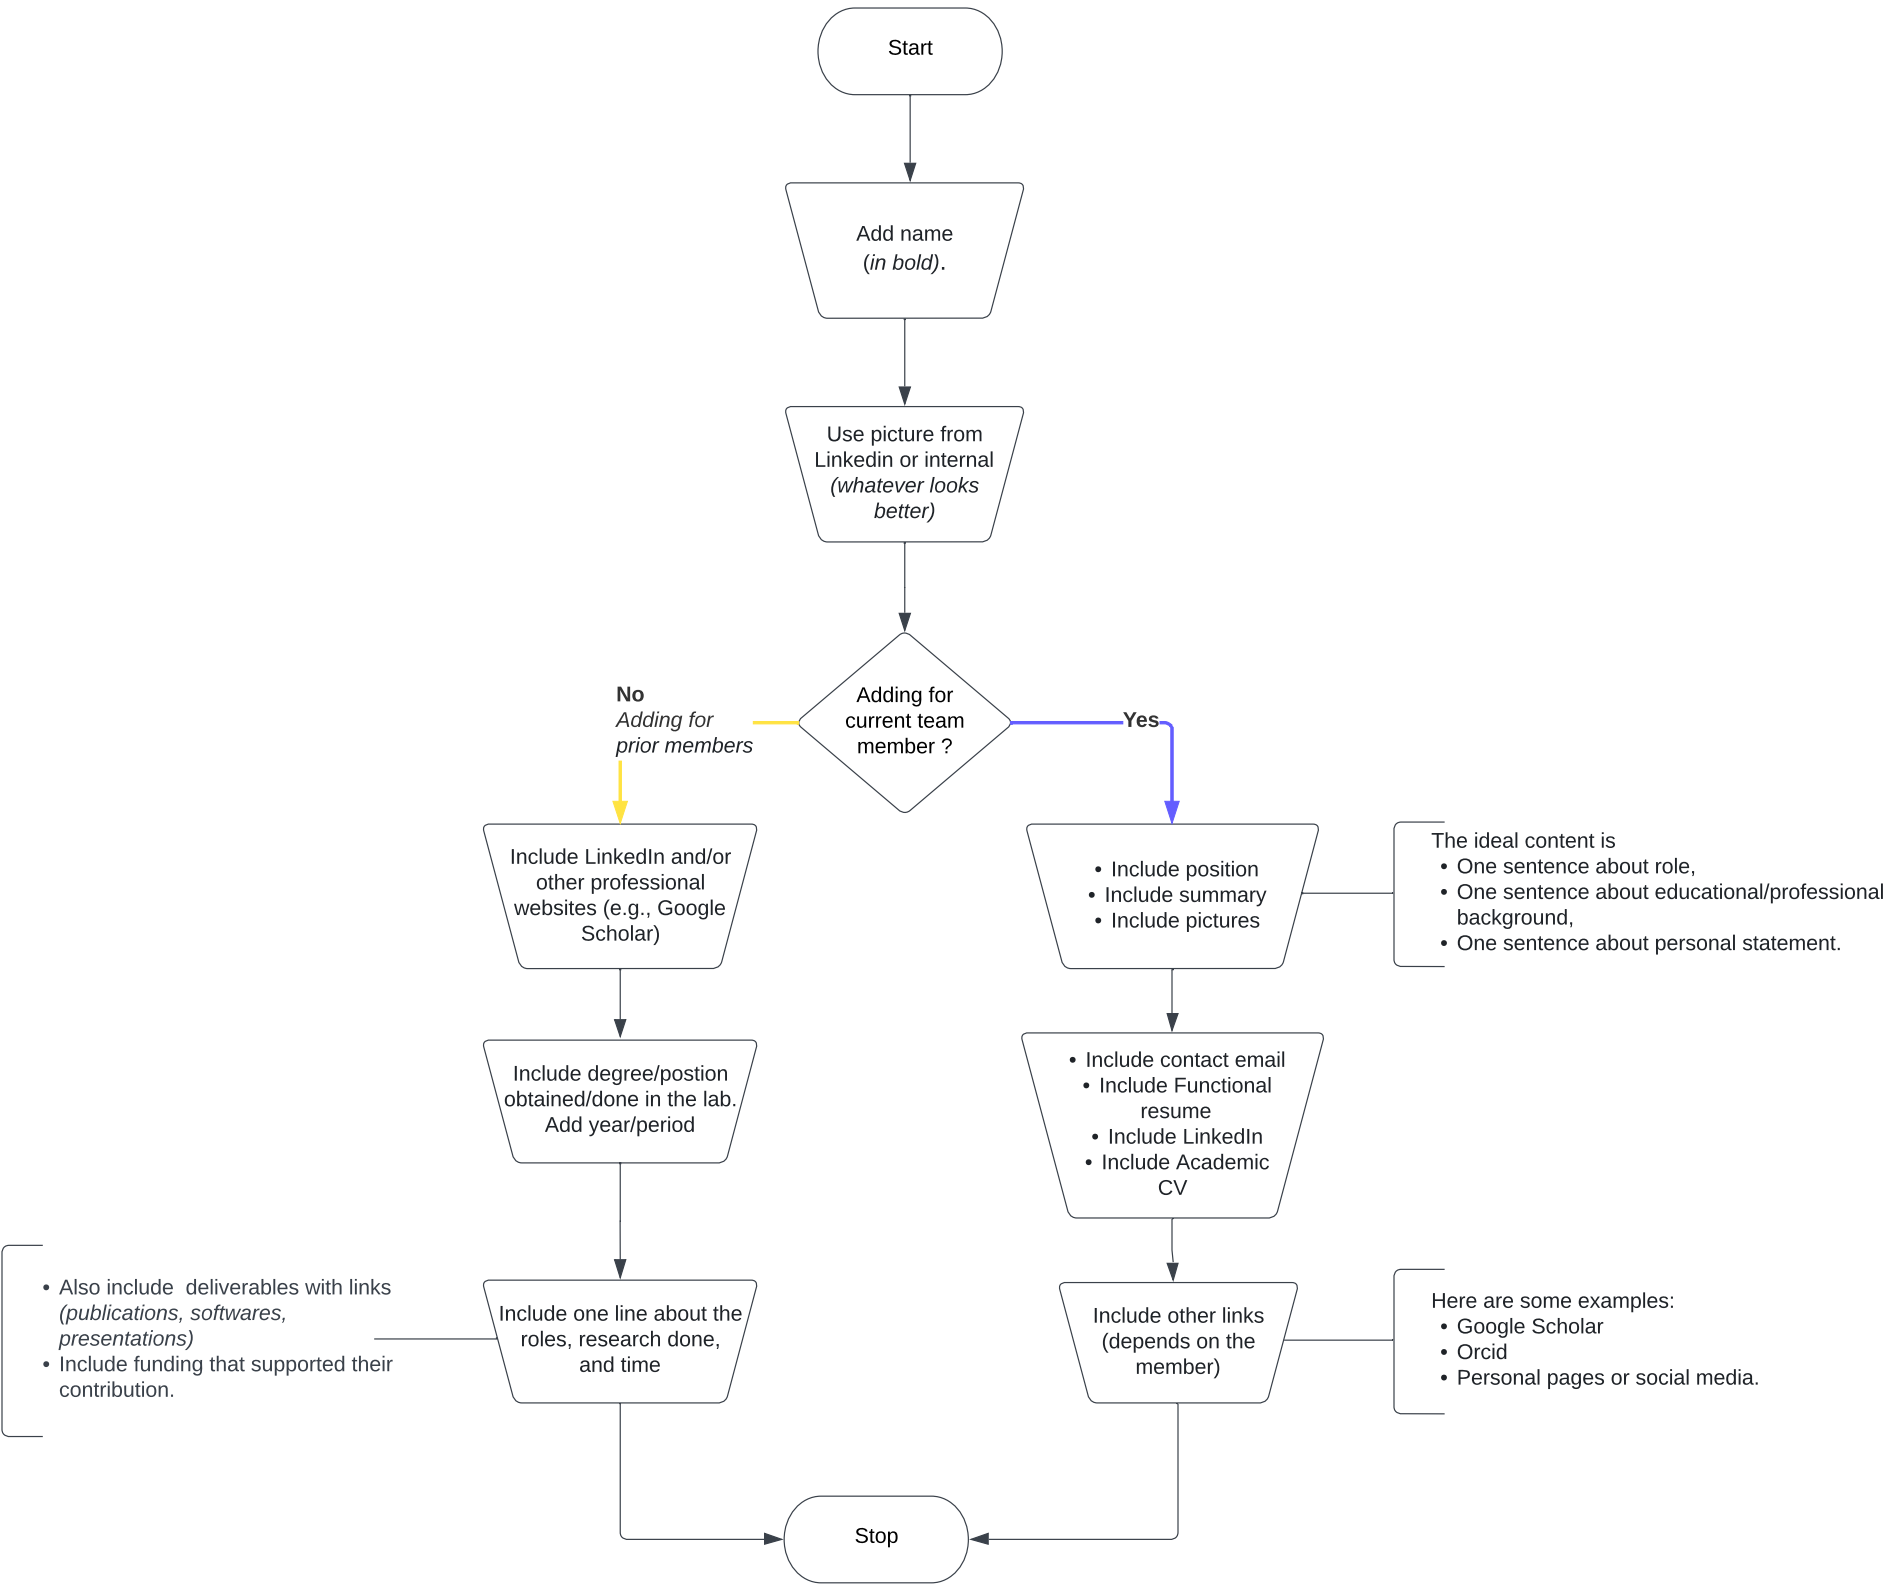 Start
Add name
(in bold).
Use picture from
Linkedin or internal
(whatever looks
better)
Adding for
current team
member ?
No
Adding for
prior members
Yes
Include LinkedIn and/or
other professional
websites (e.g., Google
Scholar)
• Include position
• Include summary
• Include pictures
The ideal content is
• One sentence about role,
• One sentence about educational/professional
background,
• One sentence about personal statement.
Include degree/postion
obtained/done in the lab.
Add year/period
• Include contact email
• Include Functional
resume
• Include LinkedIn
• Include Academic
CV
• Also include  deliverables with links
(publications, softwares,
presentations)
• Include funding that supported their
contribution.
Include one line about the
roles, research done,
and time
Include other links
(depends on the
member)
Here are some examples:
• Google Scholar
• Orcid
• Personal pages or social media.
Stop